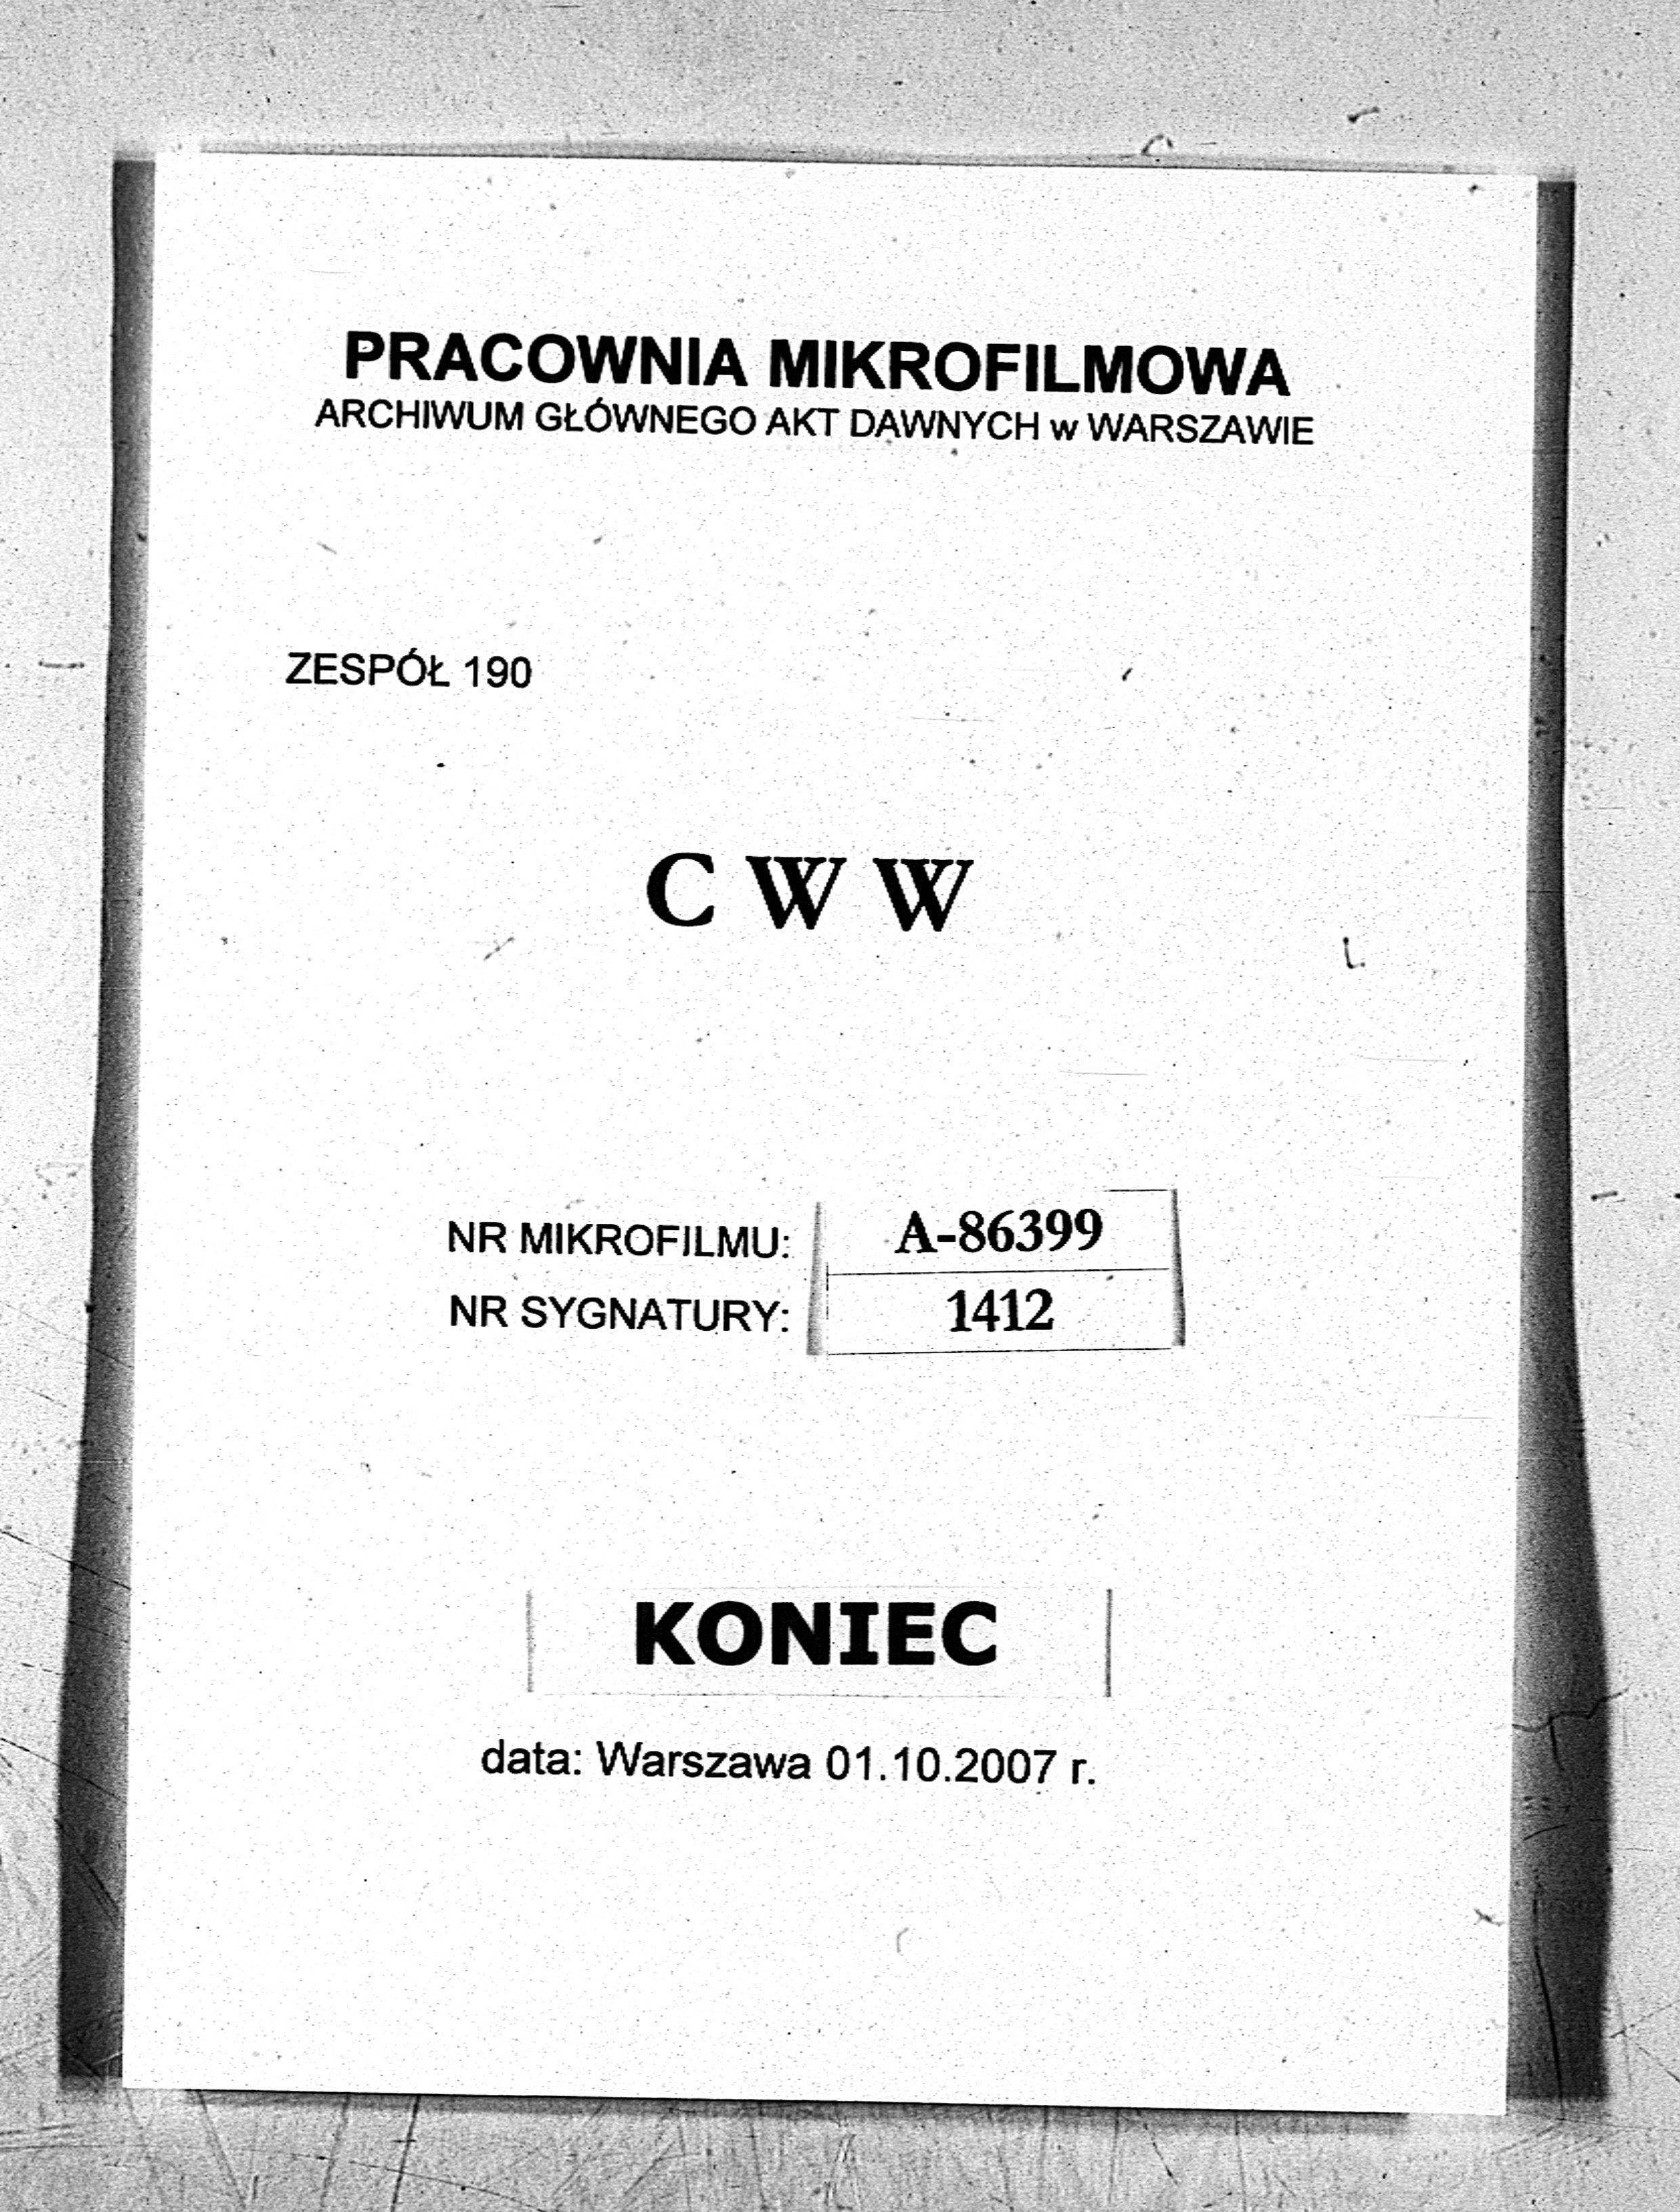 PRACOWNIA MIKROFILMOWA
ARCHIWUM GŁÓWNEGO AKT DAWNYCH w WARSZAWIE
ZESPÓŁ 190
C W W
NR MIKROFILMU: A-86399
NR SYGNATURY: 1412
KONIEC
data: Warszawa 01.10.2007 r.